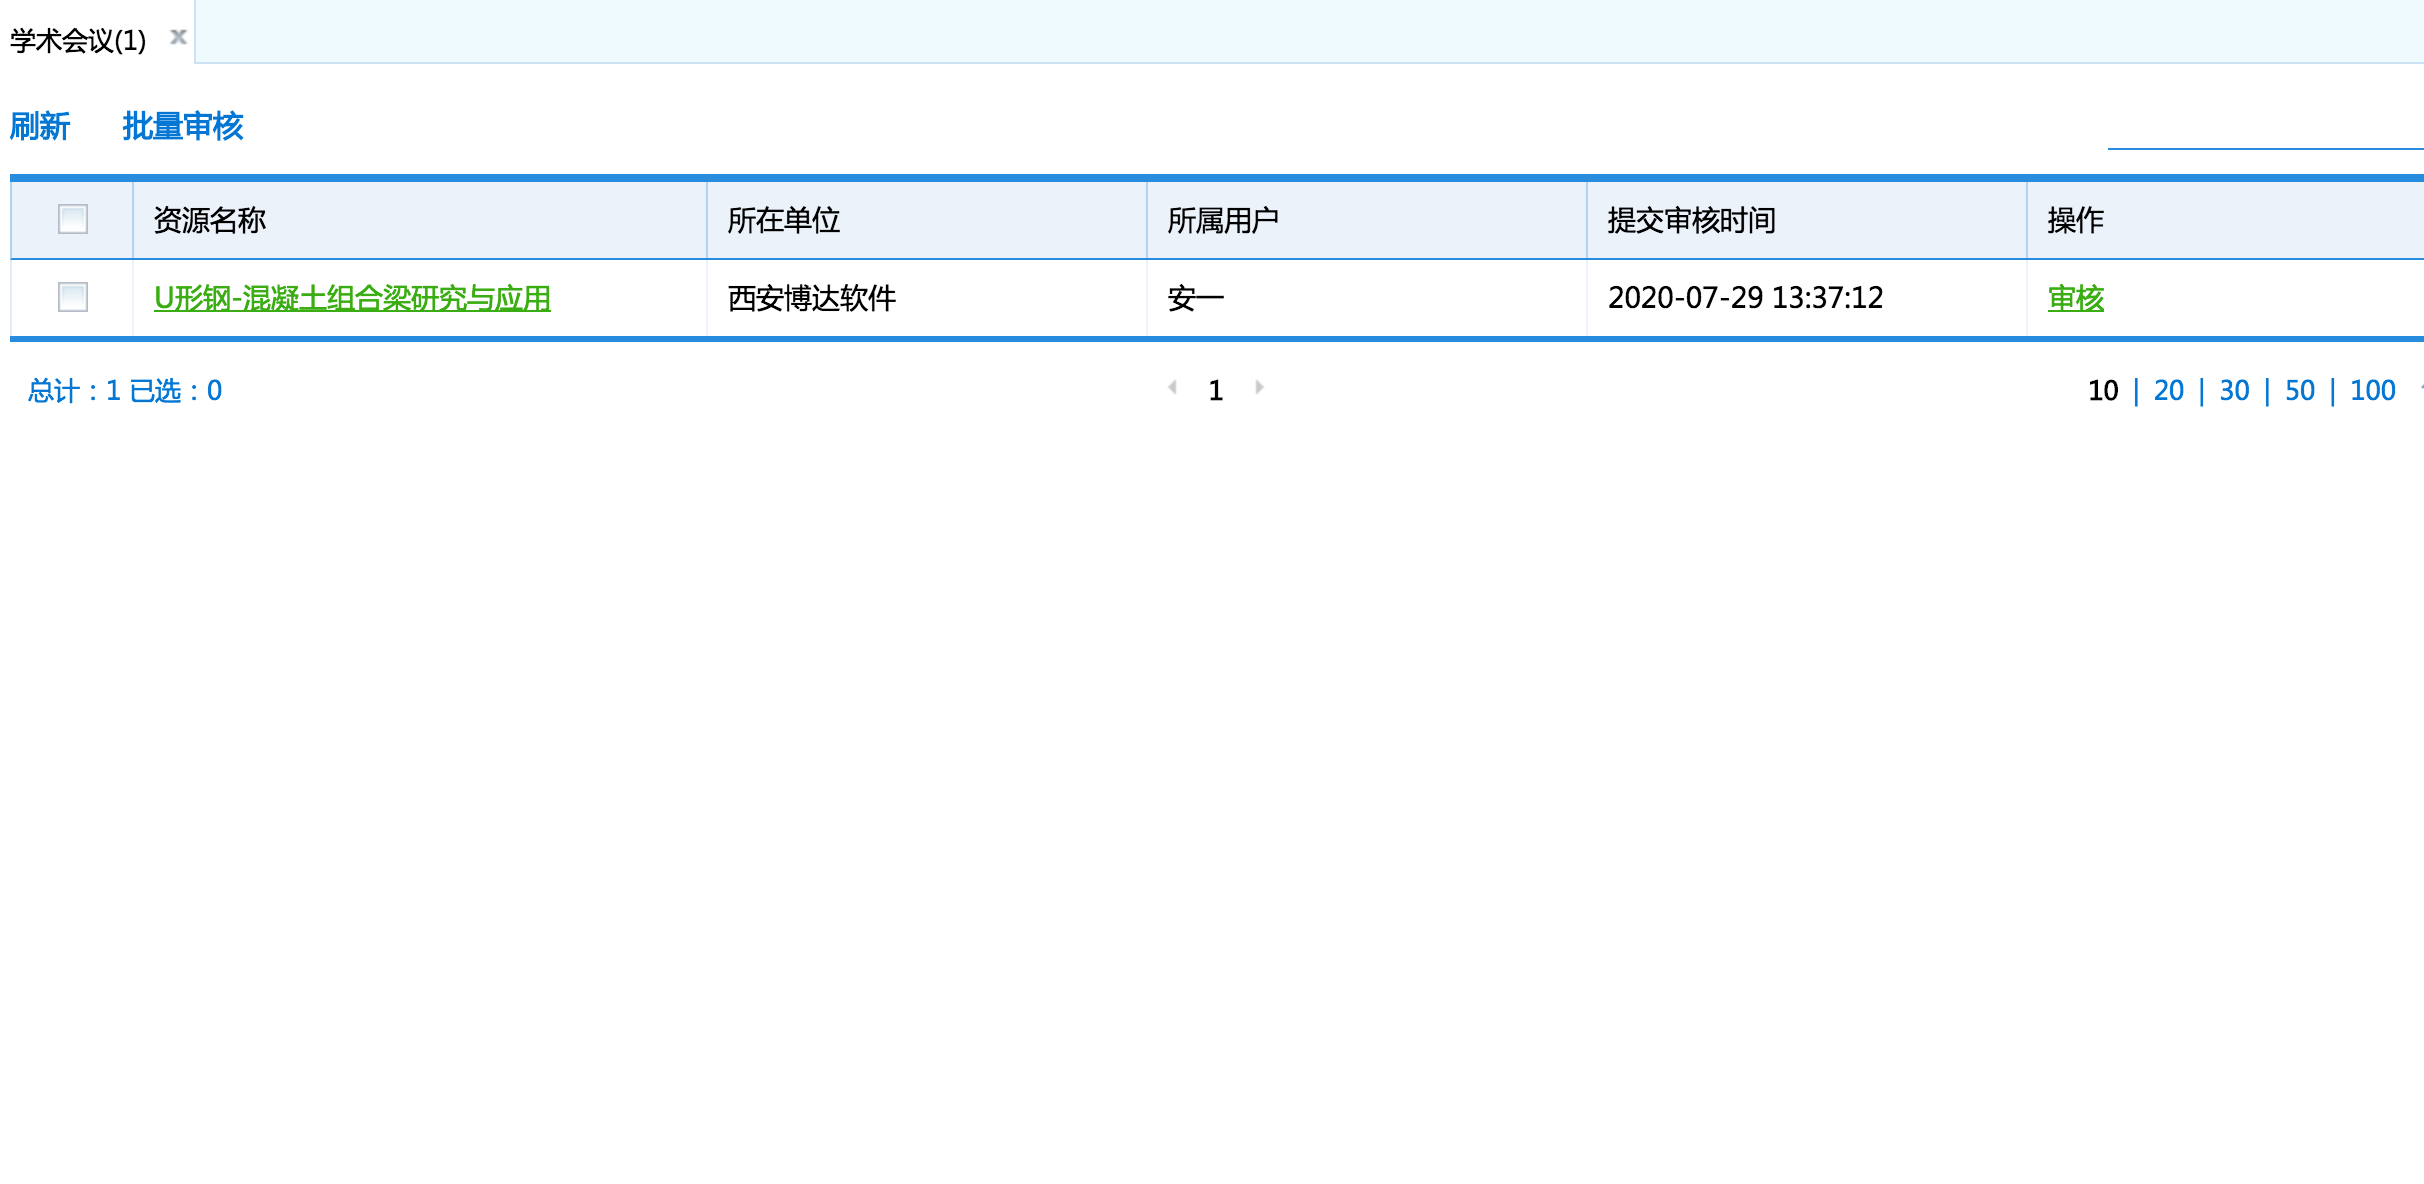 学术会议(1)
刷新 批量审核
资源名称 所在单位 所属用户 提交审核时间 操作
U形钢-混凝土组合梁研究与应用 西安博达软件 安一 2020-07-29 13:37:12 审核
总计：1 已选：0 1 10 | 20 | 30 | 50 | 100